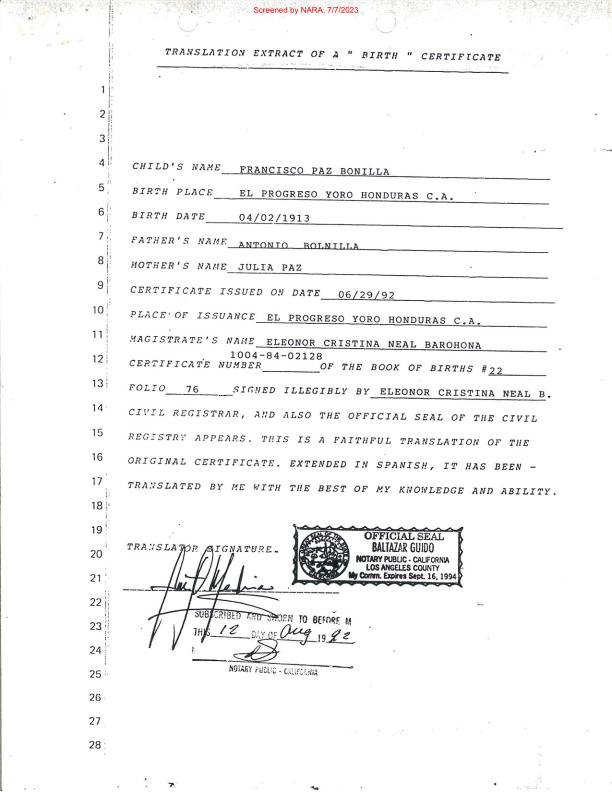 Screened by NARA, 7/7/2023
TRANSLATION EXTRACT OF A " BIRTH " CERTIFICATE
1
2
3
4 CHILD'S NAME FRANCISCO PAZ BONILLA
5 BIRTH PLACE EL PROGRESO YORO HONDURAS C.A.
6 BIRTH DATE 04/02/1913
7 FATHER'S NAME ANTONIO BOLNILLA
8 MOTHER'S NAME JULIA PAZ
9 CERTIFICATE ISSUED ON DATE 06/29/92
10 PLACE OF ISSUANCE EL PROGRESO YORO HONDURAS C.A.
11 MAGISTRATE'S NAME ELEONOR CRISTINA NEAL BAROHONA
1004-84-02128
12 CERTIFICATE NUMBER OF THE BOOK OF BIRTHS #22
13 FOLIO 76 SIGNED ILLEGIBLY BY ELEONOR CRISTINA NEAL B.
14 CIVIL REGISTRAR, AND ALSO THE OFFICIAL SEAL OF THE CIVIL
15 REGISTRY APPEARS. THIS IS A FAITHFUL TRANSLATION OF THE
16 ORIGINAL CERTIFICATE. EXTENDED IN SPANISH, IT HAS BEEN -
17 TRANSLATED BY ME WITH THE BEST OF MY KNOWLEDGE AND ABILITY.
18
19
20 TRANSLATOR SIGNATURE.
OFFICIAL SEAL
BALTAZAR GUIDO
NOTARY PUBLIC - CALIFORNIA
LOS ANGELES COUNTY
My Comm. Expires Sept. 16, 1994
21
22
SUBSCRIBED AND SWORN TO BEFORE M
23 THIS 12 DAY OF Aug 1992
24
NOTARY PUBLIC - CALIFORNIA
25
26
27
28